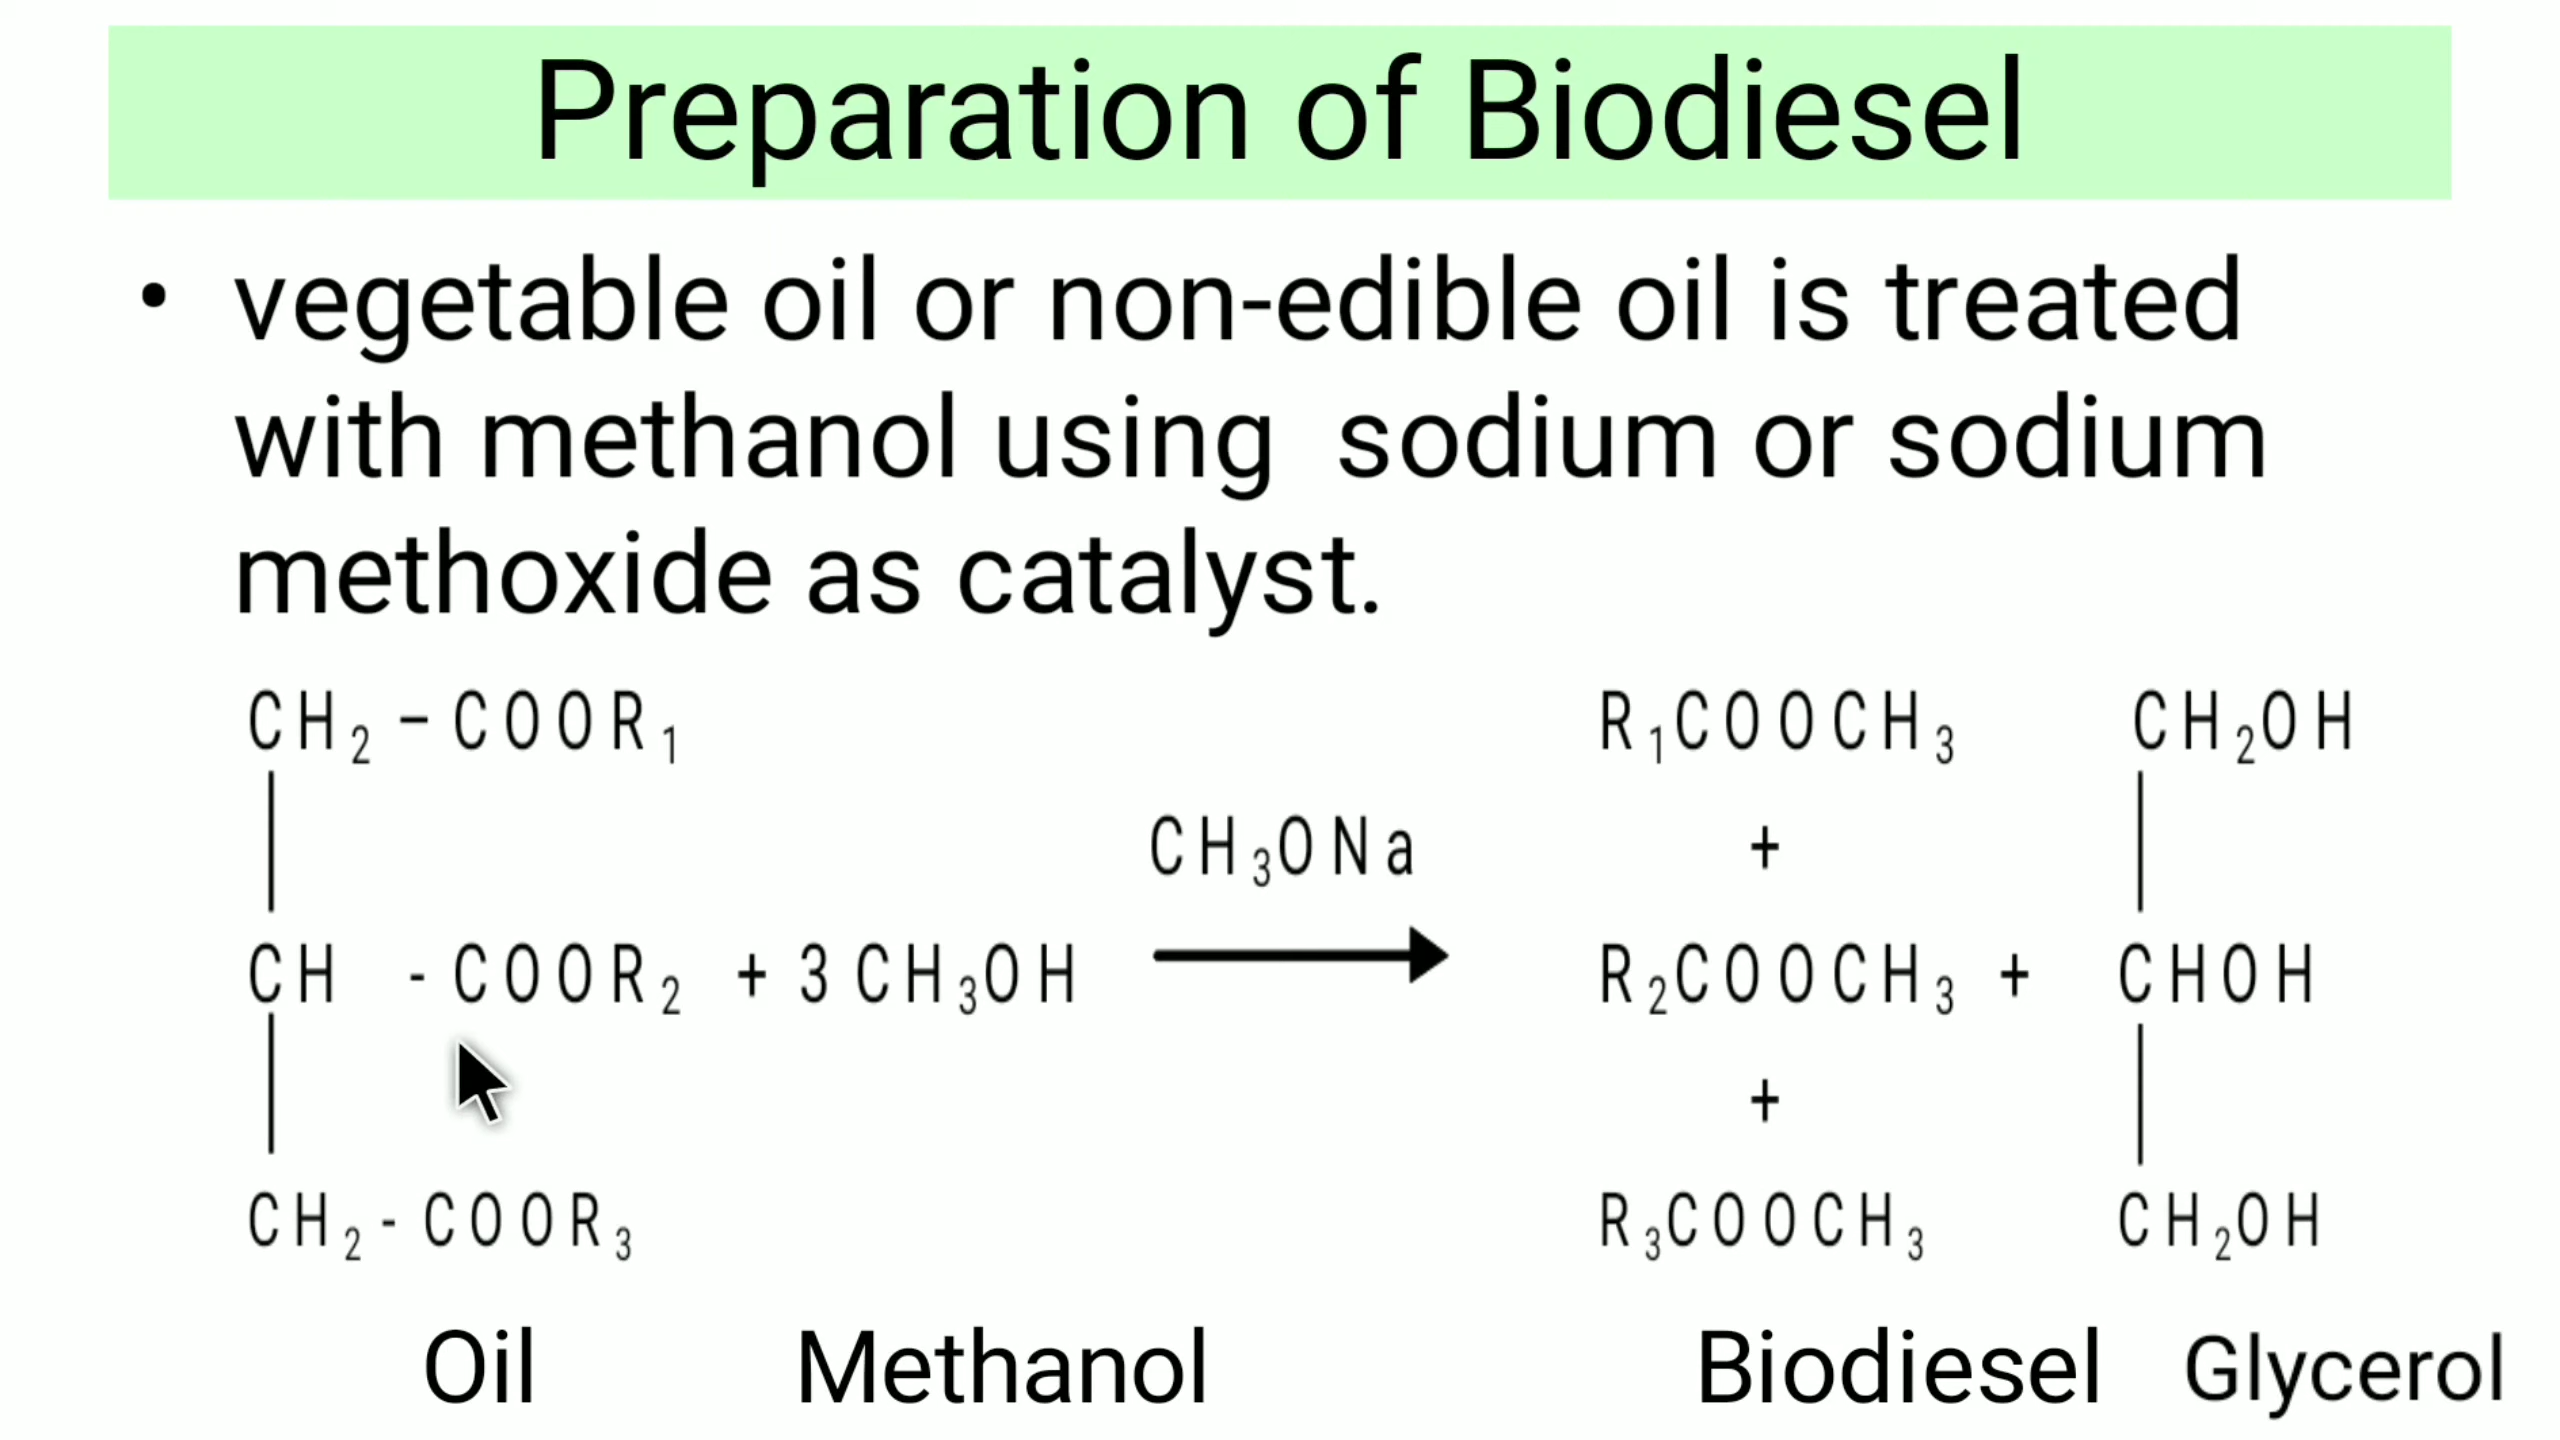 Preparation of Biodiesel
• vegetable oil or non-edible oil is treated
with methanol using sodium or sodium
methoxide as catalyst.
CH₂ – COOR₁ R₁COOCH₃ CH₂OH
CH₃ONa +
CH - COOR₂ + 3 CH₃OH R₂COOCH₃ + CHOH
+
CH₂ - COOR₃ R₃COOCH₃ CH₂OH
Oil Methanol Biodiesel Glycerol